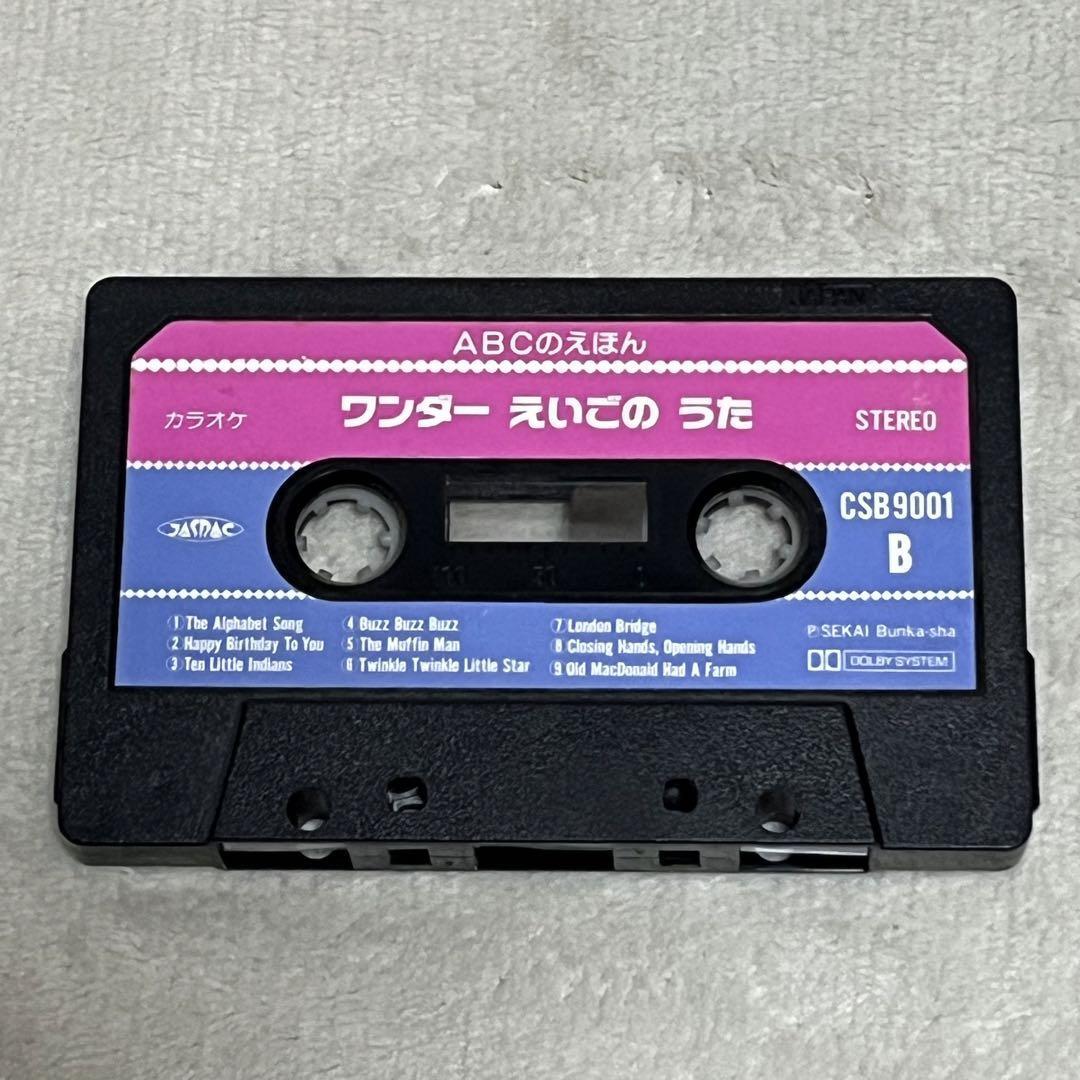 JAPAN
ABCのえほん
カラオケ
ワンダー えいごの うた
STEREO
JASRAC
CSB9001
B
① The Alphabet Song
② Happy Birthday To You
③ Ten Little Indians
④ Buzz Buzz Buzz
⑤ The Muffin Man
⑥ Twinkle Twinkle Little Star
⑦ London Bridge
⑧ Closing Hands, Opening Hands
⑨ Old MacDonald Had A Farm
ⓅSEKAI Bunka-sha
DOLBY SYSTEM